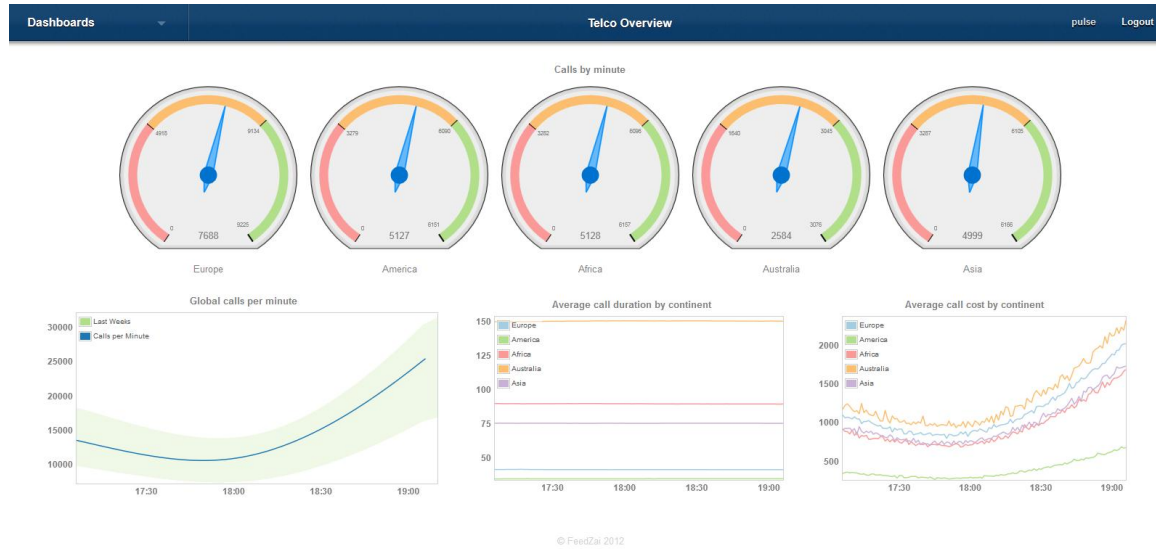 Dashboards
Telco Overview
pulse
Logout
Calls by minute
4916
9134
0
9225
7688
3279
6090
0
6151
5127
3282
6096
0
6157
5128
1640
3045
0
3076
2584
3287
6105
0
6166
4999
Europe
America
Africa
Australia
Asia
Global calls per minute
Last Weeks
Calls per Minute
30000
25000
20000
15000
10000
17:30
18:00
18:30
19:00
Average call duration by continent
Europe
America
Africa
Australia
Asia
150
125
100
75
50
17:30
18:00
18:30
19:00
Average call cost by continent
Europe
America
Africa
Australia
Asia
2000
1500
1000
500
17:30
18:00
18:30
19:00
© FeedZai 2012